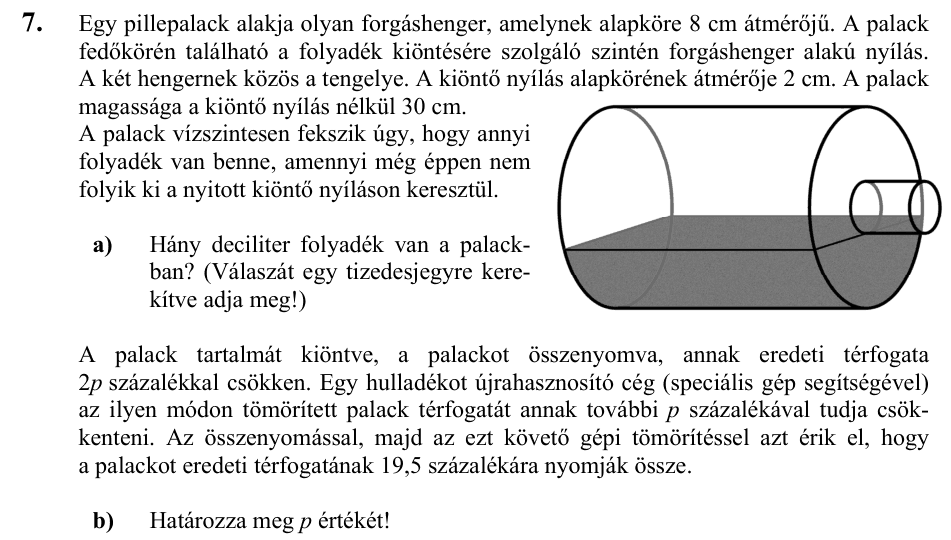 7. Egy pillepalack alakja olyan forgáshenger, amelynek alapköre 8 cm átmérőjű. A palack
fedőkörén található a folyadék kiöntésére szolgáló szintén forgáshenger alakú nyílás.
A két hengernek közös a tengelye. A kiöntő nyílás alapkörének átmérője 2 cm. A palack
magassága a kiöntő nyílás nélkül 30 cm.
A palack vízszintesen fekszik úgy, hogy annyi
folyadék van benne, amennyi még éppen nem
folyik ki a nyitott kiöntő nyíláson keresztül.
a) Hány deciliter folyadék van a palack-
ban? (Válaszát egy tizedesjegyre kere-
kítve adja meg!)
A palack tartalmát kiöntve, a palackot összenyomva, annak eredeti térfogata
2p százalékkal csökken. Egy hulladékot újrahasznosító cég (speciális gép segítségével)
az ilyen módon tömörített palack térfogatát annak további p százalékával tudja csök-
kenteni. Az összenyomással, majd az ezt követő gépi tömörítéssel azt érik el, hogy
a palackot eredeti térfogatának 19,5 százalékára nyomják össze.
b) Határozza meg p értékét!